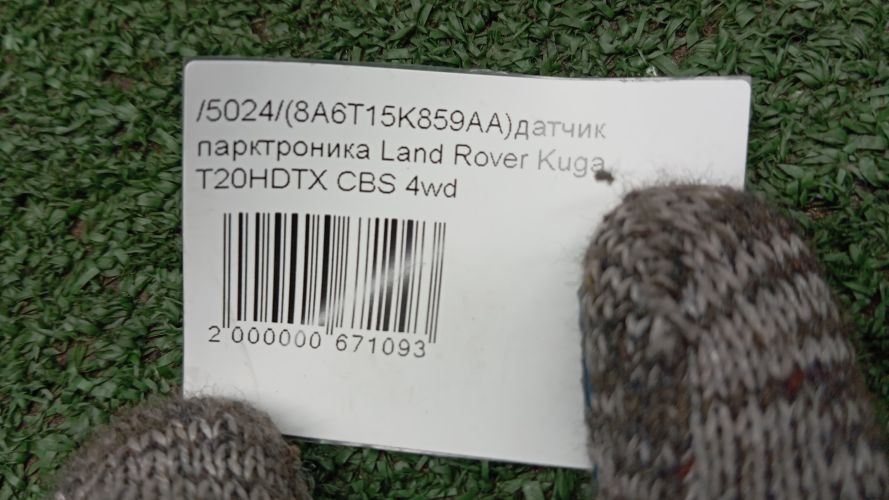 /5024/(8A6T15K859AA)датчик
парктроника Land Rover Kuga
T20HDTX CBS 4wd
2 000000 671093